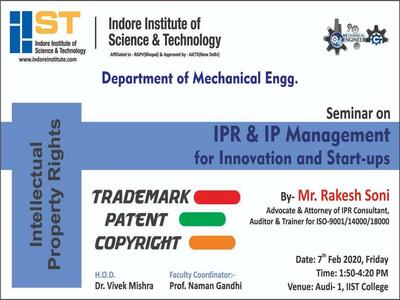 IIST
Indore Institute of
Science & Technology
www.indoreinstitute.com
Indore Institute of
Science & Technology
Affiliated to - RGPV(Bhopal) & Approved by - AICTE(New Delhi)
MECHANICAL
ENGINEER
Department of Mechanical Engg.
Seminar on
IPR & IP Management
for Innovation and Start-ups
Intellectual
Property Rights
TRADEMARK
PATENT
COPYRIGHT
By- Mr. Rakesh Soni
Advocate & Attorney of IPR Consultant,
Auditor & Trainer for ISO-9001/14000/18000
Date: 7th Feb 2020, Friday
Time: 1:50-4:20 PM
Venue: Audi- 1, IIST College
H.O.D.
Dr. Vivek Mishra
Faculty Coordinator:-
Prof. Naman Gandhi